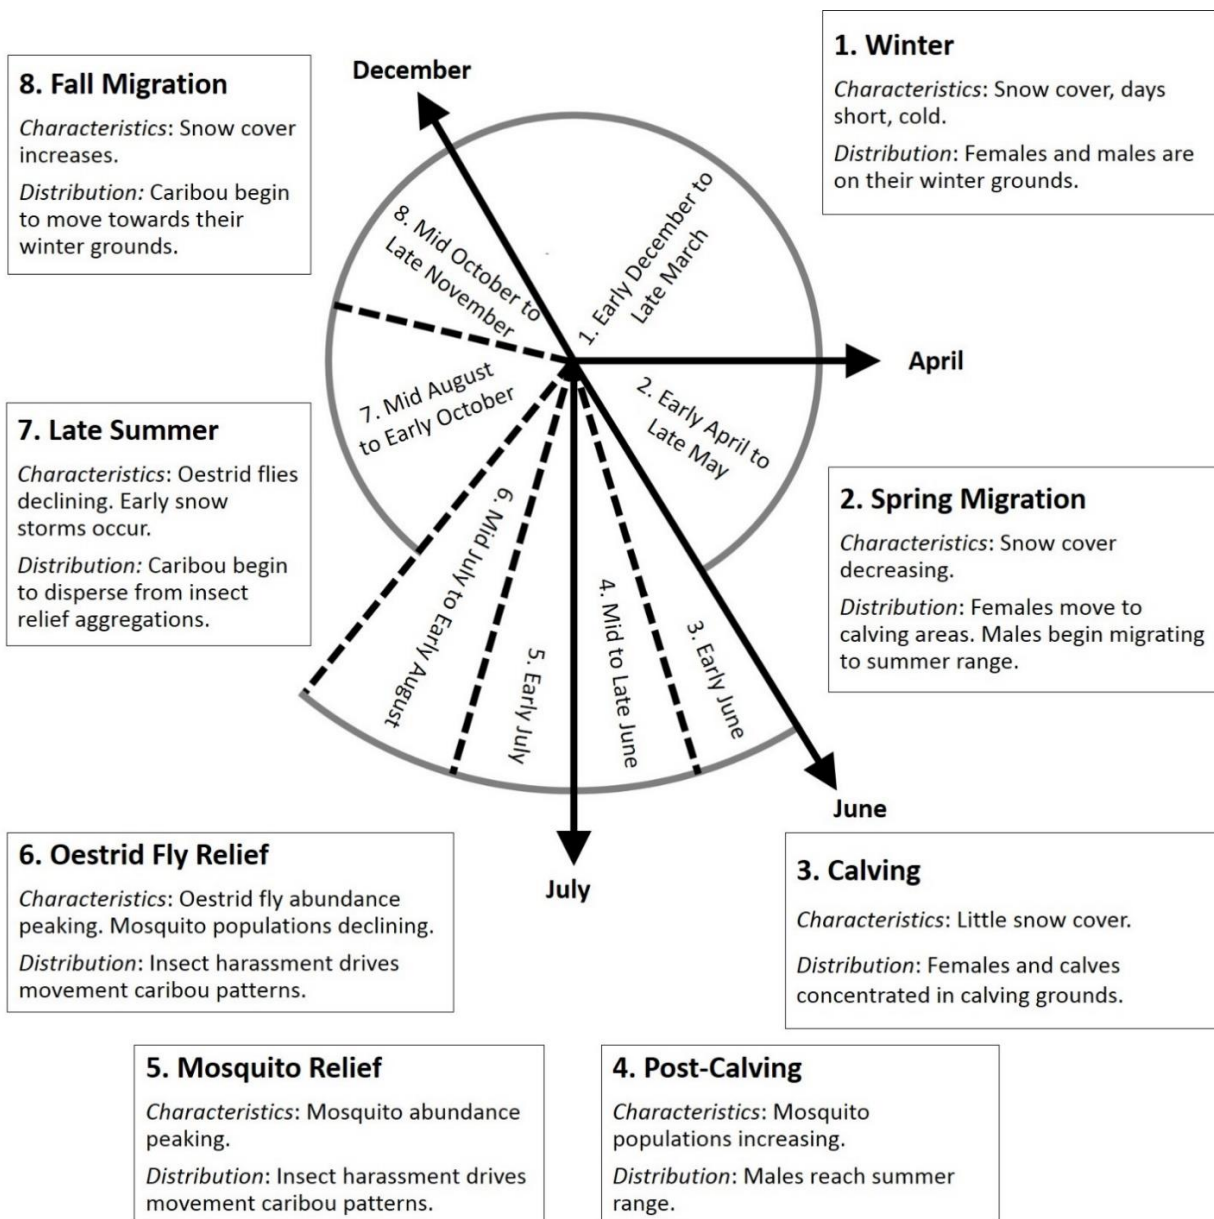 December
1. Winter
Characteristics: Snow cover, days
short, cold.
Distribution: Females and males are
on their winter grounds.
8. Fall Migration
Characteristics: Snow cover
increases.
Distribution: Caribou begin
to move towards their
winter grounds.
1. Early December to
Late March
8. Mid October to
Late November
April
2. Early April to
Late May
7. Mid August
to Early October
7. Late Summer
Characteristics: Oestrid flies
declining. Early snow
storms occur.
Distribution: Caribou begin
to disperse from insect
relief aggregations.
2. Spring Migration
Characteristics: Snow cover
decreasing.
Distribution: Females move to
calving areas. Males begin migrating
to summer range.
6. Mid July to Early August
5. Early July
4. Mid to Late June
3. Early June
June
July
6. Oestrid Fly Relief
Characteristics: Oestrid fly abundance
peaking. Mosquito populations declining.
Distribution: Insect harassment drives
movement caribou patterns.
3. Calving
Characteristics: Little snow cover.
Distribution: Females and calves
concentrated in calving grounds.
5. Mosquito Relief
Characteristics: Mosquito abundance
peaking.
Distribution: Insect harassment drives
movement caribou patterns.
4. Post-Calving
Characteristics: Mosquito
populations increasing.
Distribution: Males reach summer
range.